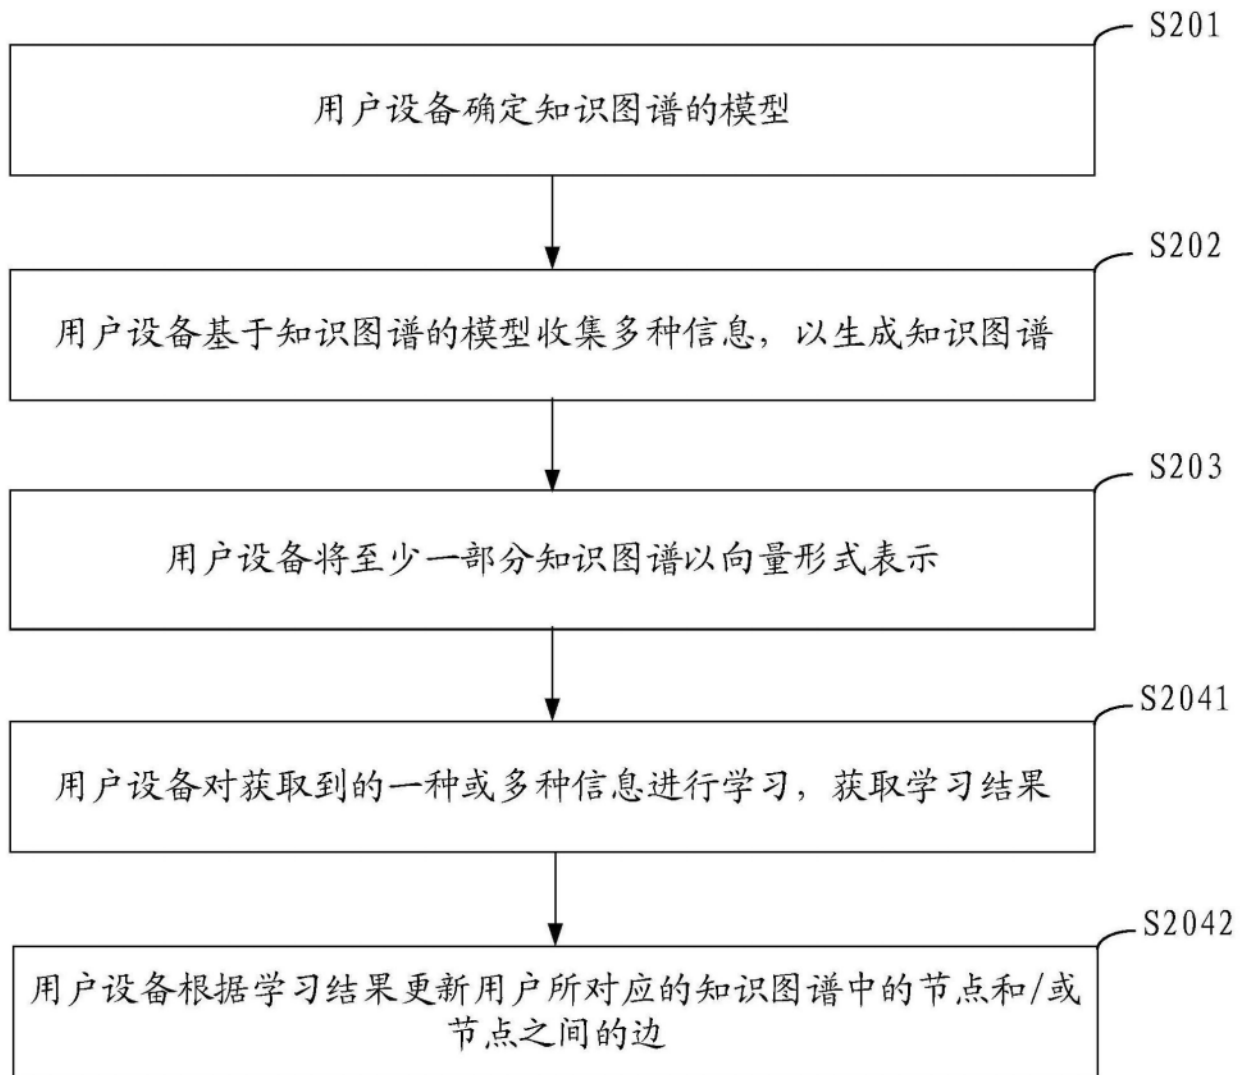 S201
用户设备确定知识图谱的模型
S202
用户设备基于知识图谱的模型收集多种信息，以生成知识图谱
S203
用户设备将至少一部分知识图谱以向量形式表示
S2041
用户设备对获取到的一种或多种信息进行学习，获取学习结果
S2042
用户设备根据学习结果更新用户所对应的知识图谱中的节点和/或
节点之间的边